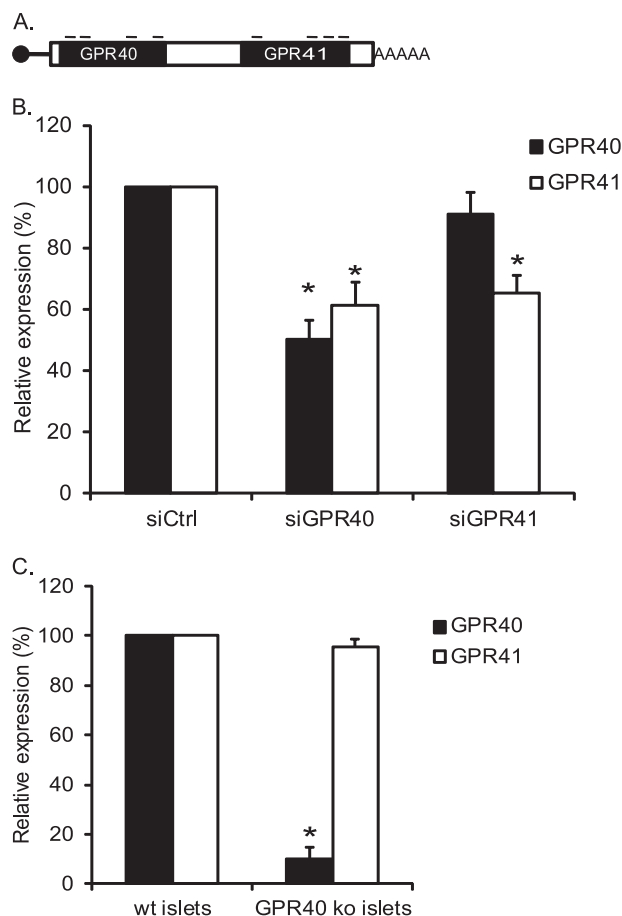 A.
GPR40 GPR41 AAAAA
B.
120
100
80
60
40
20
0
Relative expression (%)
GPR40
GPR41
* * *
siCtrl siGPR40 siGPR41
C.
120
100
80
60
40
20
0
Relative expression (%)
GPR40
GPR41
*
wt islets GPR40 ko islets